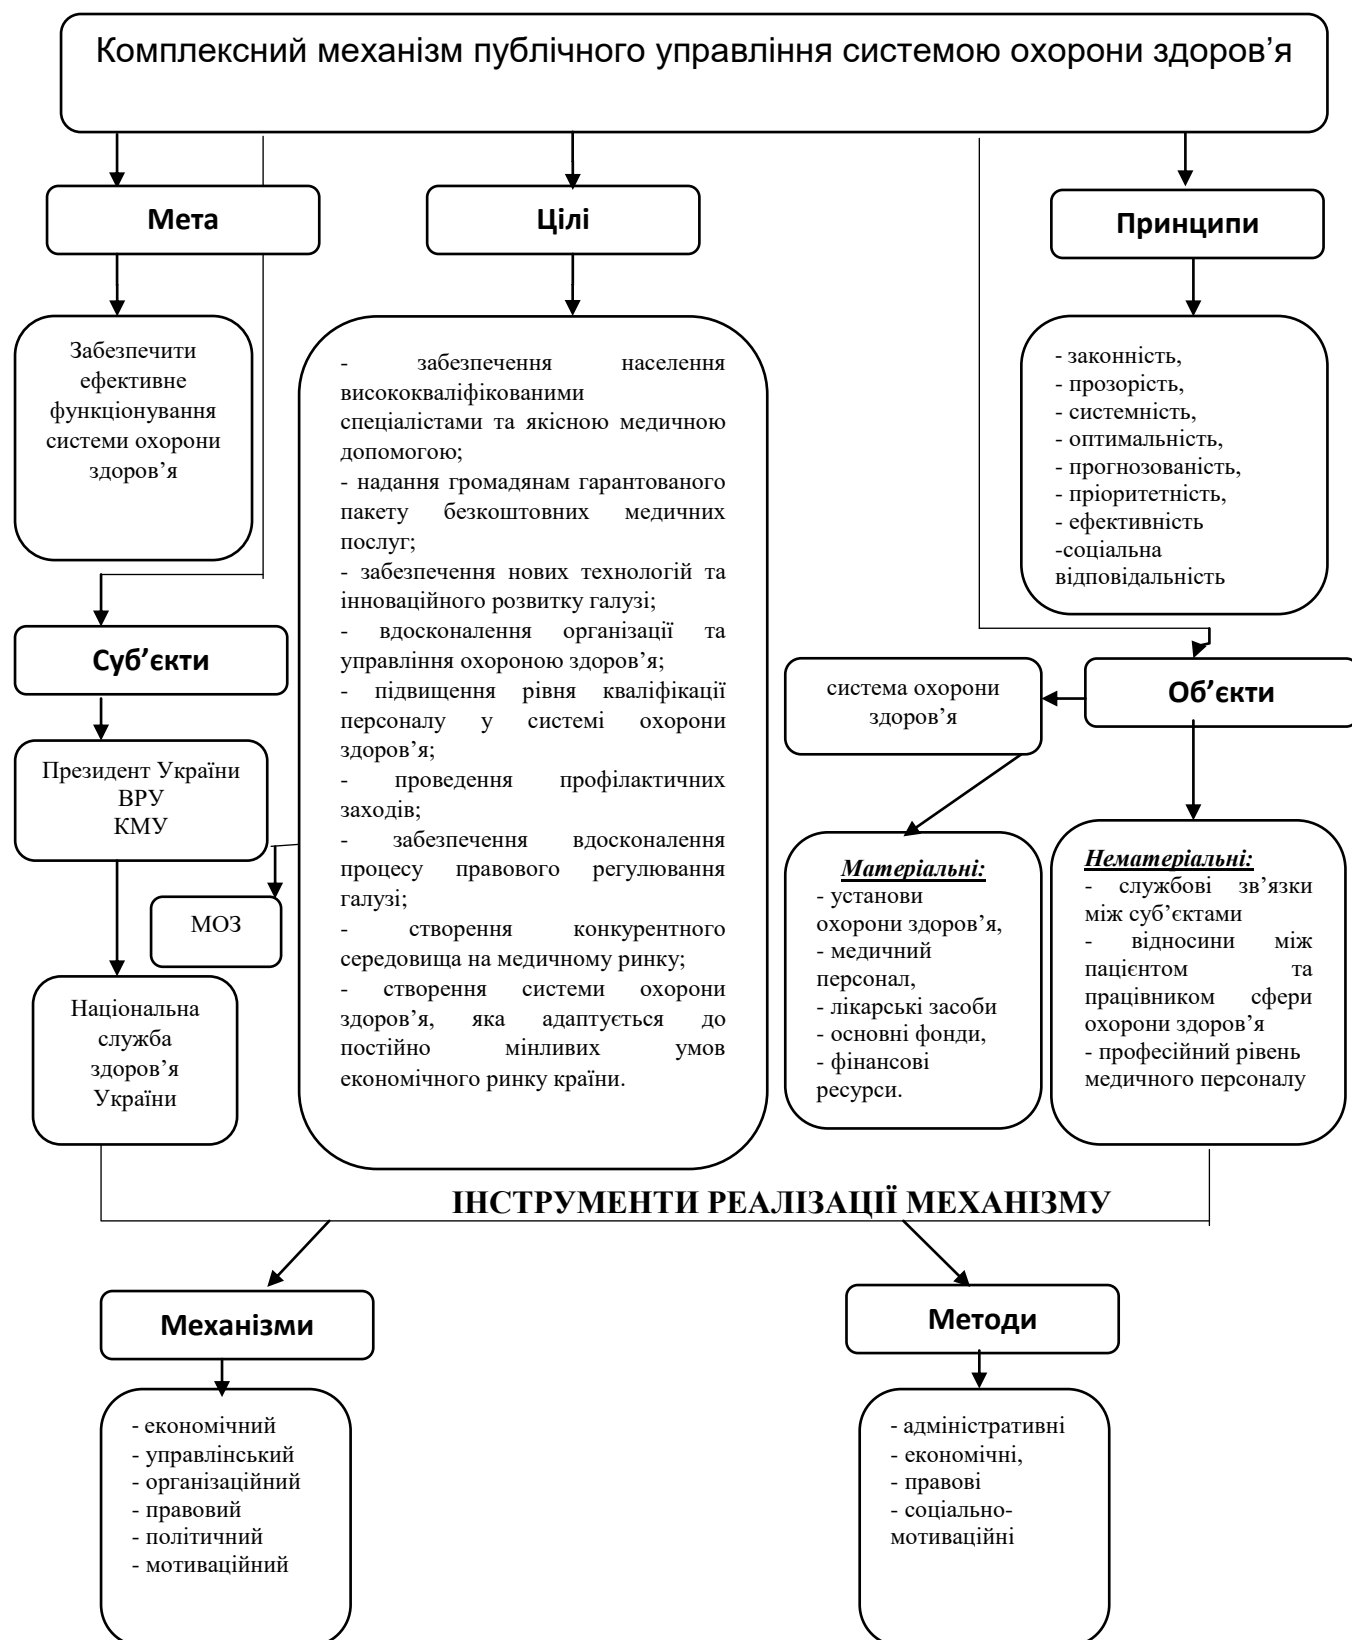 Комплексний механізм публічного управління системою охорони здоров’я
Мета
Цілі
Принципи
Забезпечити
ефективне
функціонування
системи охорони
здоров’я
- забезпечення населення
висококваліфікованими
спеціалістами та якісною медичною
допомогою;
- надання громадянам гарантованого
пакету безкоштовних медичних
послуг;
- забезпечення нових технологій та
інноваційного розвитку галузі;
- вдосконалення організації та
управління охороною здоров’я;
- підвищення рівня кваліфікації
персоналу у системі охорони
здоров’я;
- проведення профілактичних
заходів;
- забезпечення вдосконалення
процесу правового регулювання
галузі;
- створення конкурентного
середовища на медичному ринку;
- створення системи охорони
здоров’я, яка адаптується до
постійно мінливих умов
економічного ринку країни.
- законність,
- прозорість,
- системність,
- оптимальність,
- прогнозованість,
- пріоритетність,
- ефективність
-соціальна
відповідальність
Суб’єкти
Президент України
ВРУ
КМУ
МОЗ
Національна
служба
здоров’я
України
система охорони
здоров’я
Об’єкти
Матеріальні:
- установи
охорони здоров’я,
- медичний
персонал,
- лікарські засоби
- основні фонди,
- фінансові
ресурси.
Нематеріальні:
- службові зв’язки
між суб’єктами
- відносини між
пацієнтом та
працівником сфери
охорони здоров’я
- професійний рівень
медичного персоналу
ІНСТРУМЕНТИ РЕАЛІЗАЦІЇ МЕХАНІЗМУ
Механізми
Методи
- економічний
- управлінський
- організаційний
- правовий
- політичний
- мотиваційний
- адміністративні
- економічні,
- правові
- соціально-
мотиваційні